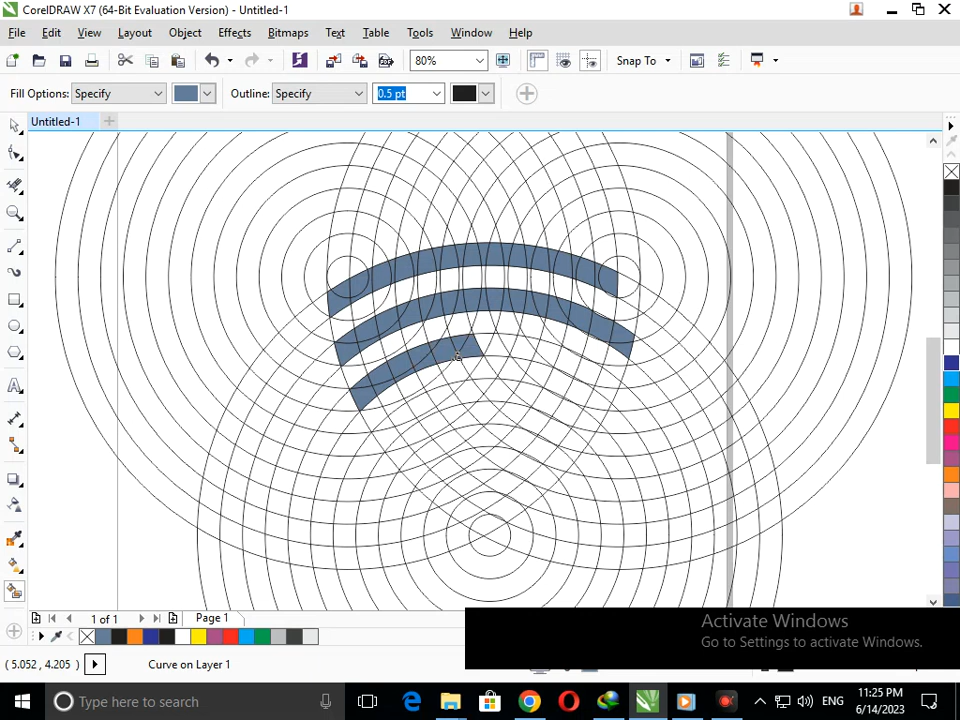 CorelDRAW X7 (64-Bit Evaluation Version) - Untitled-1
File Edit View Layout Object Effects Bitmaps Text Table Tools Window Help
80% Snap To
Fill Options: Specify Outline: Specify 0.5 pt
Untitled-1
1 of 1 Page 1
Activate Windows
Go to Settings to activate Windows.
( 5.052 , 4.205 ) Curve on Layer 1
Type here to search ENG 11:25 PM
6/14/2023